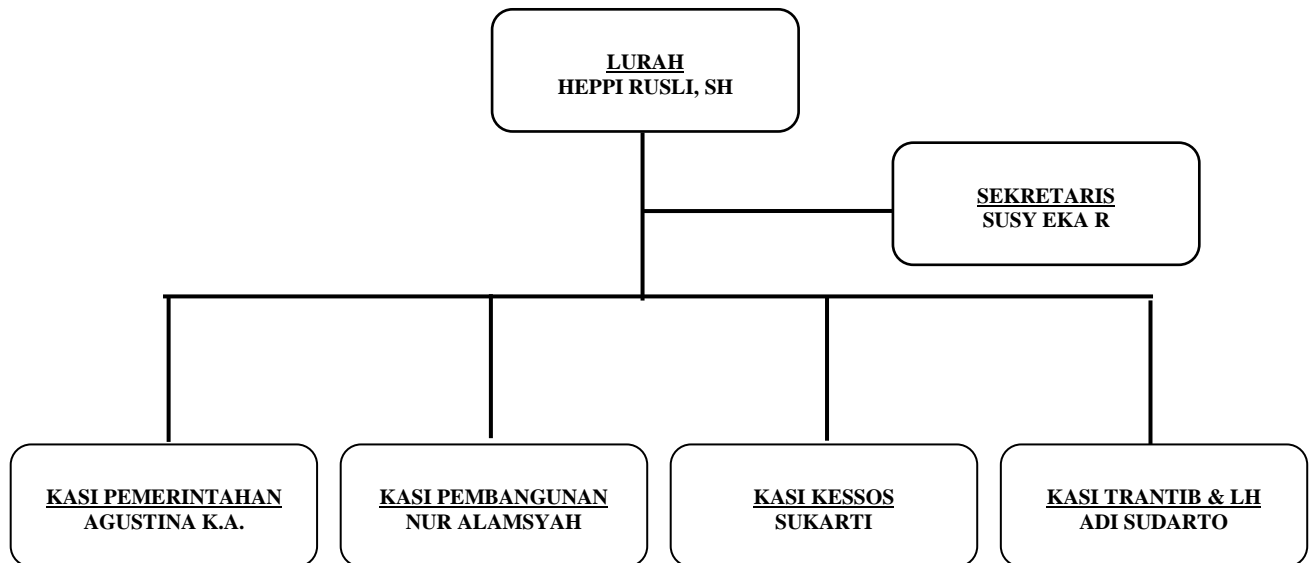 LURAH
HEPPI RUSLI, SH
SEKRETARIS
SUSY EKA R
KASI PEMERINTAHAN
AGUSTINA K.A.
KASI PEMBANGUNAN
NUR ALAMSYAH
KASI KESSOS
SUKARTI
KASI TRANTIB & LH
ADI SUDARTO